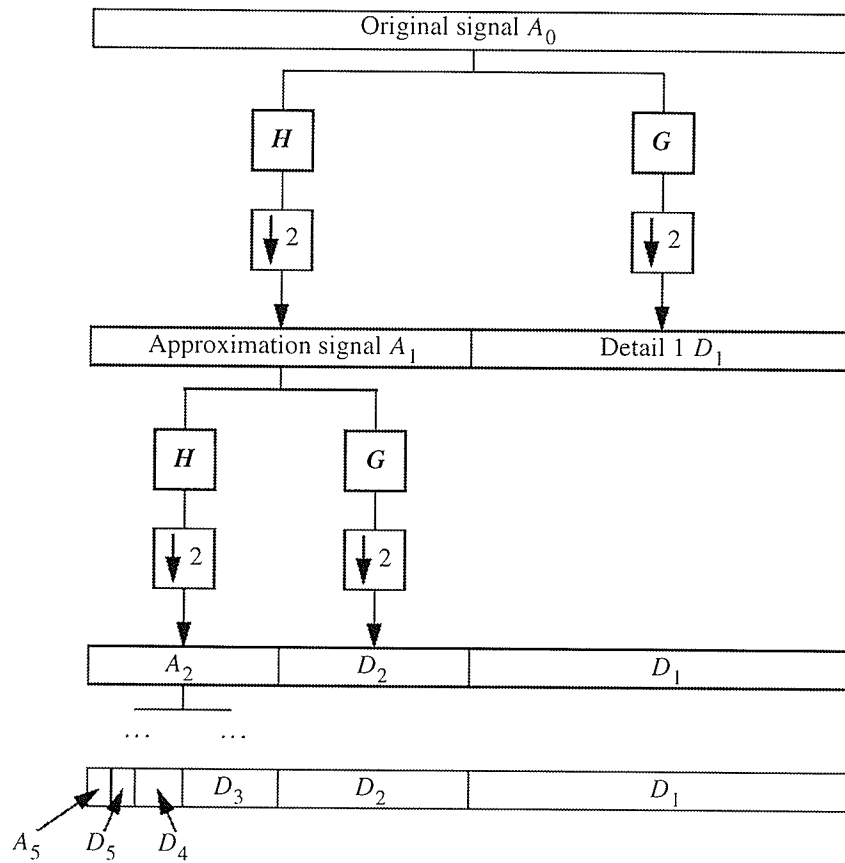 Original signal A0
H
G
2
2
Approximation signal A1
Detail 1 D1
H
G
2
2
A2
D2
D1
... ...
D3
D2
D1
A5
D5
D4